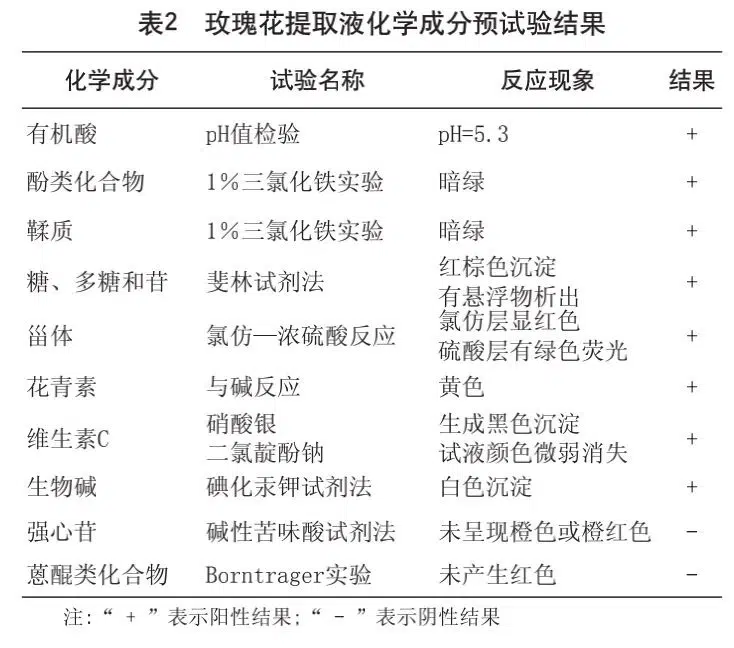 表2 玫瑰花提取液化学成分预试验结果
化学成分 试验名称 反应现象 结果
有机酸 pH值检验 pH=5.3 +
酚类化合物 1%三氯化铁实验 暗绿 +
鞣质 1%三氯化铁实验 暗绿 +
糖、多糖和苷 斐林试剂法 红棕色沉淀 +
有悬浮物析出
甾体 氯仿—浓硫酸反应 氯仿层显红色 +
硫酸层有绿色荧光
花青素 与碱反应 黄色 +
维生素C 硝酸银 生成黑色沉淀 +
二氯靛酚钠 试液颜色微弱消失
生物碱 碘化汞钾试剂法 白色沉淀 +
强心苷 碱性苦味酸试剂法 未呈现橙色或橙红色 -
蒽醌类化合物 Borntrager实验 未产生红色 -
注:“ + ”表示阳性结果;“ - ”表示阴性结果